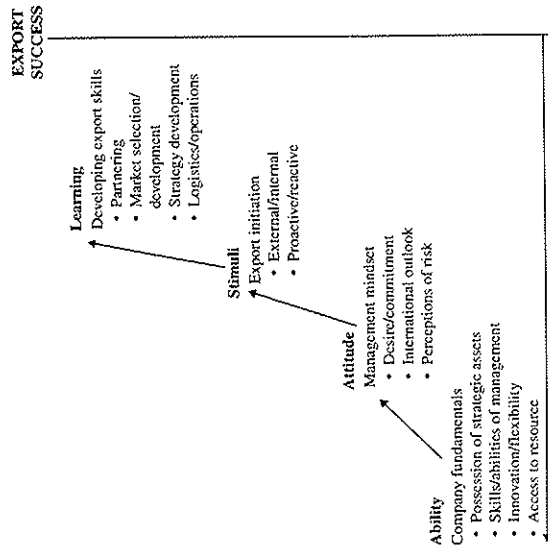 EXPORT
SUCCESS
Learning
Developing export skills
• Partnering
• Market selection/
development
• Strategy development
• Logistics/operations
Stimuli
Export initiation
• External/internal
• Proactive/reactive
Attitude
Management mindset
• Desire/commitment
• International outlook
• Perceptions of risk
Ability
Company fundamentals
• Possession of strategic assets
• Skills/abilities of management
• Innovation/flexibility
• Access to resource